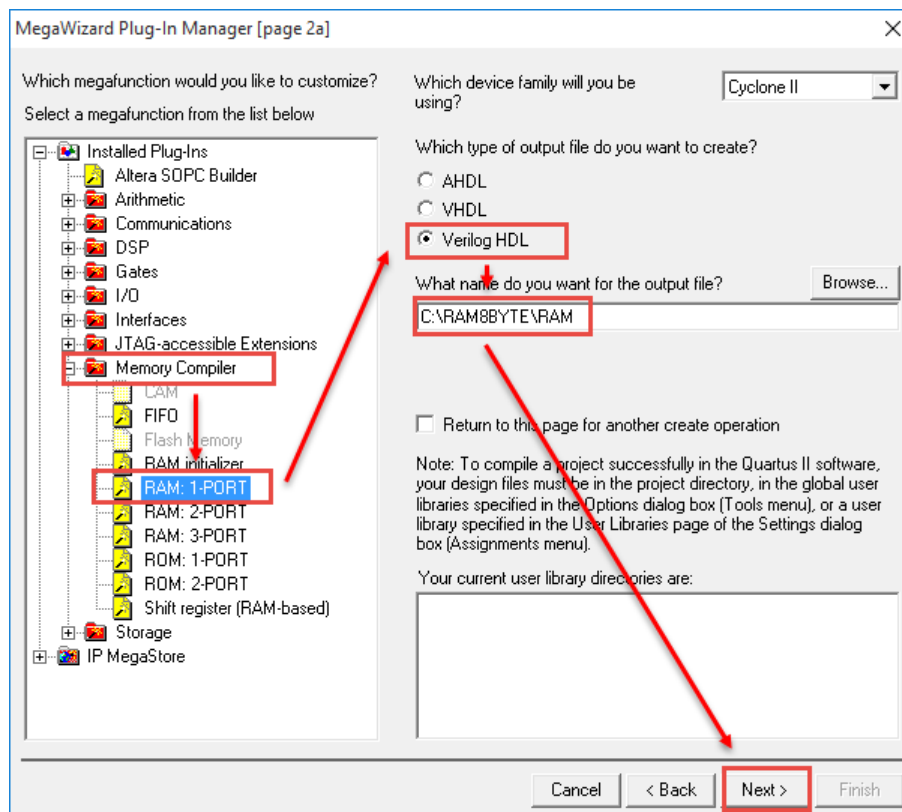 MegaWizard Plug-In Manager [page 2a]
Which megafunction would you like to customize?
Select a megafunction from the list below
Installed Plug-Ins
Altera SOPC Builder
Arithmetic
Communications
DSP
Gates
I/O
Interfaces
JTAG-accessible Extensions
Memory Compiler
CAM
FIFO
Flash Memory
RAM initializer
RAM: 1-PORT
RAM: 2-PORT
RAM: 3-PORT
ROM: 1-PORT
ROM: 2-PORT
Shift register (RAM-based)
Storage
IP MegaStore
Which device family will you be
using?
Cyclone II
Which type of output file do you want to create?
AHDL
VHDL
Verilog HDL
What name do you want for the output file?
Browse...
C:\RAM8BYTE\RAM
Return to this page for another create operation
Note: To compile a project successfully in the Quartus II software,
your design files must be in the project directory, in the global user
libraries specified in the Options dialog box (Tools menu), or a user
library specified in the User Libraries page of the Settings dialog
box (Assignments menu).
Your current user library directories are:
Cancel
< Back
Next >
Finish